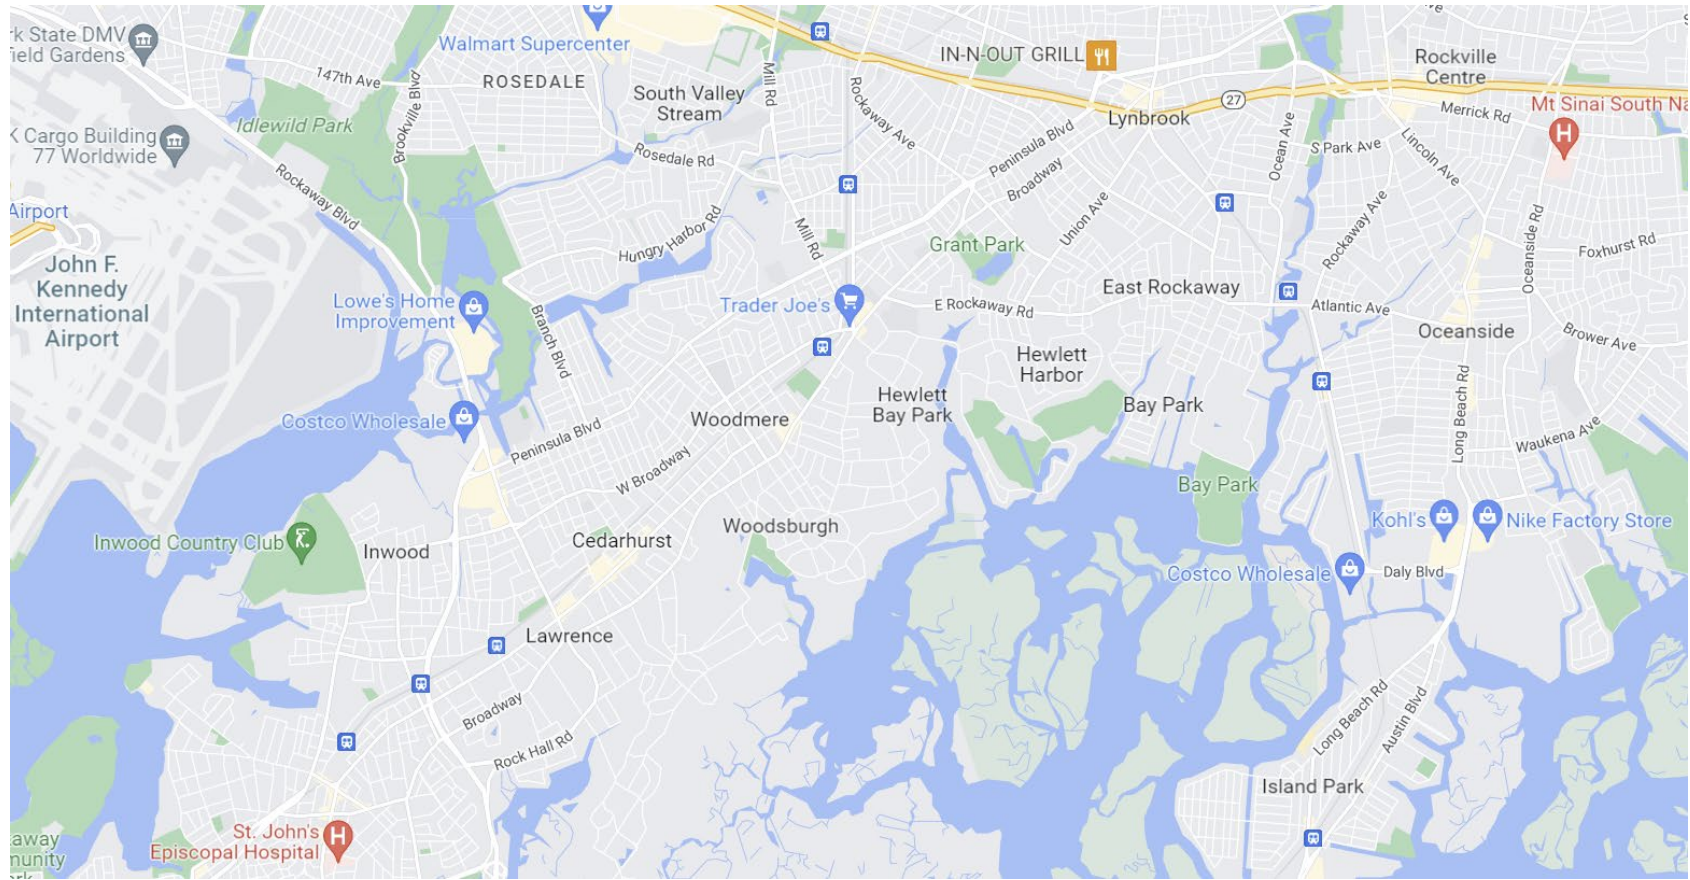 rk State DMV
field Gardens
147th Ave
Walmart Supercenter
ROSEDALE
South Valley
Stream
Mill Rd
IN-N-OUT GRILL
Rockville
Centre
27
Merrick Rd
Mt Sinai South Na
Lynbrook
Idlewild Park
Brookville Blvd
K Cargo Building
77 Worldwide
Rockaway Blvd
Rosedale Rd
Rockaway Ave
Peninsula Blvd
Broadway
Ocean Ave
S Park Ave
Lincoln Ave
Airport
Hungry Harbor Rd
Mill Rd
Grant Park
Union Ave
Rockaway Ave
Oceanside Rd
Foxhurst Rd
John F.
Kennedy
International
Airport
Lowe's Home
Improvement
Branch Blvd
Trader Joe's
E Rockaway Rd
East Rockaway
Atlantic Ave
Oceanside
Brower Ave
Hewlett
Harbor
Hewlett
Bay Park
Bay Park
Long Beach Rd
Costco Wholesale
Woodmere
Peninsula Blvd
W Broadway
Waukena Ave
Bay Park
Woodsburgh
Kohl's
Nike Factory Store
Inwood Country Club
Inwood
Cedarhurst
Costco Wholesale
Daly Blvd
Lawrence
Broadway
Rock Hall Rd
Long Beach Rd
Austin Blvd
Island Park
St. John's
Episcopal Hospital
H
H